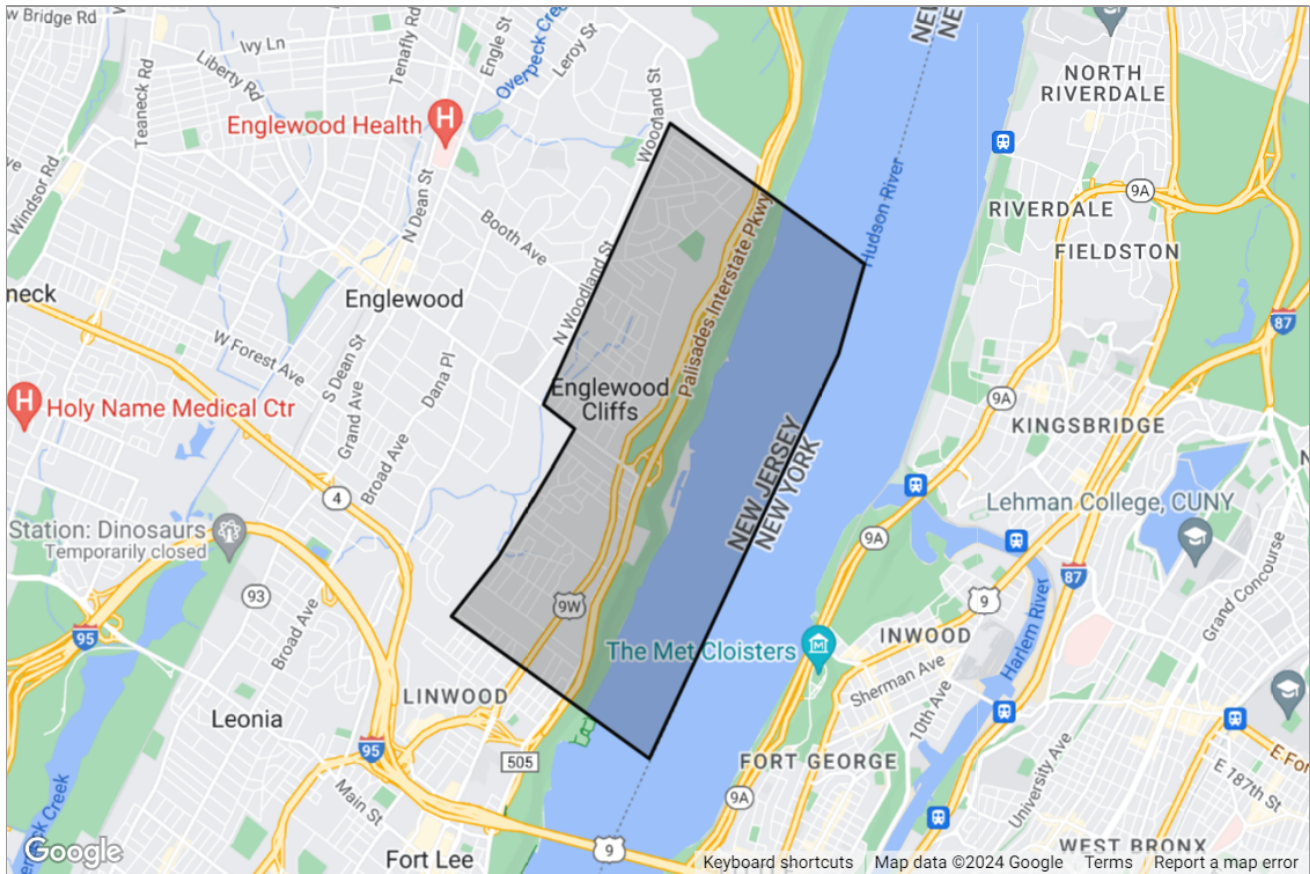 w Bridge Rd
Ivy Ln
Teaneck Rd
Liberty Rd
Tenafly Rd
Engle St
Leroy St
Overpeck Cree
Windsor Rd
Englewood Health
N Dean St
Woodland St
Booth Ave
N Woodland St
Palisades Interstate Pkwy
Hudson River
NORTH
RIVERDALE
9A
RIVERDALE
FIELDSTON
87
neck
Englewood
W Forest Ave
S Dean St
Grand Ave
Dana Pl
Broad Ave
Holy Name Medical Ctr
Englewood
Cliffs
NEW JERSEY
NEW YORK
9A
KINGSBRIDGE
Lehman College, CUNY
4
Station: Dinosaurs
Temporarily closed
9A
93
95
Broad Ave
9W
9
87
Harlem River
Grand Concourse
The Met Cloisters
INWOOD
Sherman Ave
10th Ave
LINWOOD
Leonia
95
505
Main St
FORT GEORGE
University Ave
E 187th St
E For
9A
9
Fort Lee
WEST BRONX
erpeck Creek
Google
Keyboard shortcuts
Map data ©2024 Google
Terms
Report a map error